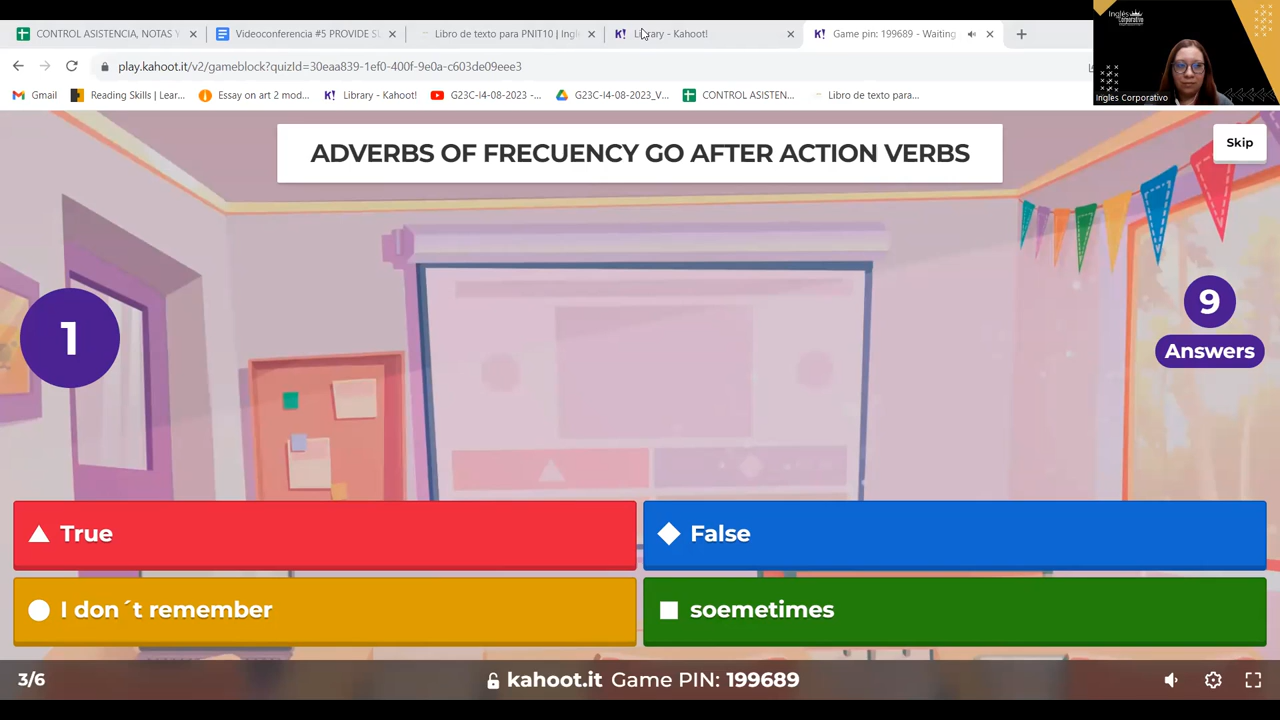 CONTROL ASISTENCIA, NOTAS Y
Videoconferencia #5 PROVIDE SU
Libro de texto para PNIT10 | Ingl
Library - Kahoot!
Game pin: 199689 - Waiting
play.kahoot.it/v2/gameblock?quizId=30eaa839-1ef0-400f-9e0a-c603dedeeee3
Gmail
Reading Skills | Lear...
Essay on art 2 mod...
Library - Kahoot!
G23C-I4-08-2023 -...
G23C-I4-08-2023_V...
CONTROL ASISTEN...
Libro de texto para...
Inglés
Corporativo
Ingles Corporativo
ADVERBS OF FRECUENCY GO AFTER ACTION VERBS
Skip
1
9
Answers
True
False
I don´t remember
soemetimes
3/6
kahoot.it Game PIN: 199689